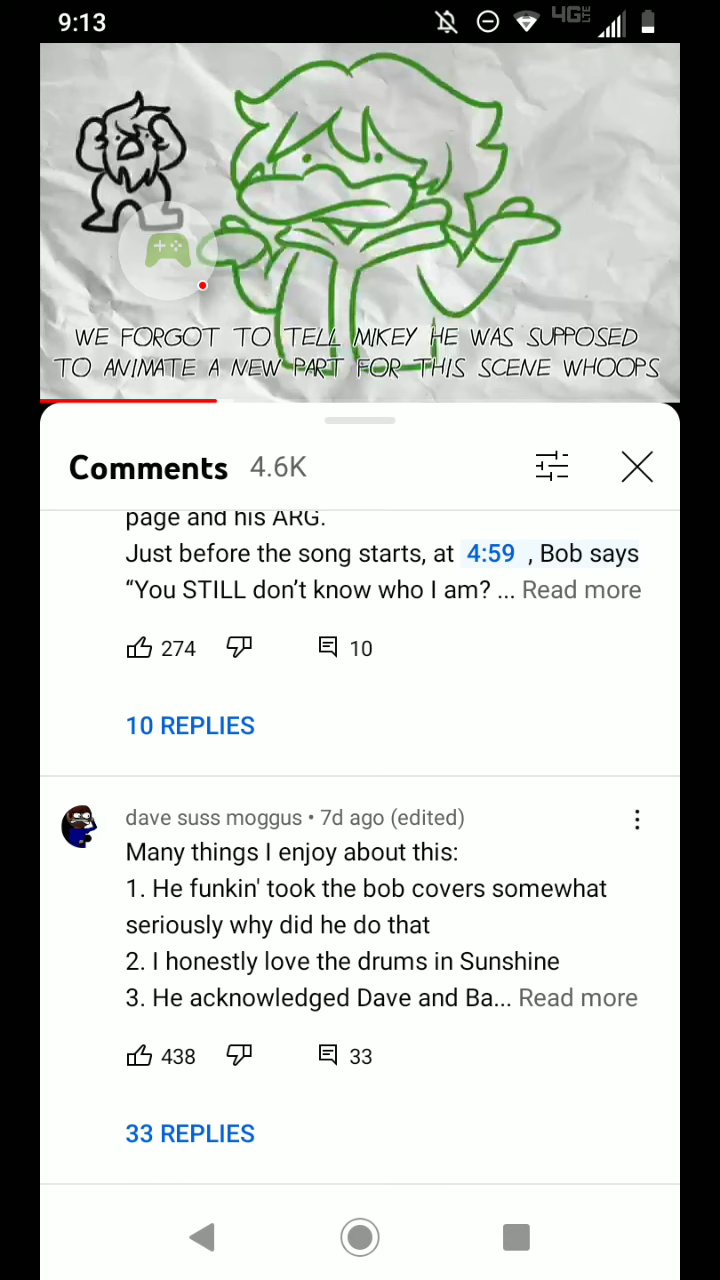 9:13
4G LTE
WE FORGOT TO TELL MIKEY HE WAS SUPPOSED
TO ANIMATE A NEW PART FOR THIS SCENE WHOOPS
Comments 4.6K
page and his ARG.
Just before the song starts, at 4:59 , Bob says
“You STILL don’t know who I am? ... Read more
274 10
10 REPLIES
dave suss moggus • 7d ago (edited)
Many things I enjoy about this:
1. He funkin' took the bob covers somewhat
seriously why did he do that
2. I honestly love the drums in Sunshine
3. He acknowledged Dave and Ba... Read more
438 33
33 REPLIES